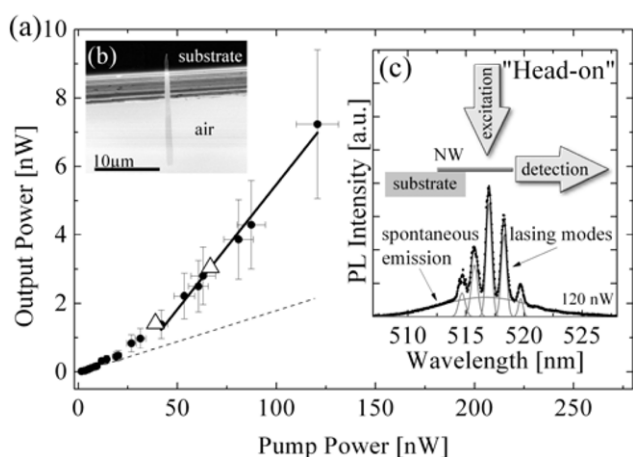 (a)
10
8
6
4
2
0
Output Power [nW]
0 50 100 150 200 250
Pump Power [nW]
(b)
substrate
air
10μm
(c)
"Head-on"
excitation
NW
detection
substrate
PL Intensity [a.u.]
spontaneous
emission
lasing modes
120 nW
510 515 520 525
Wavelength [nm]